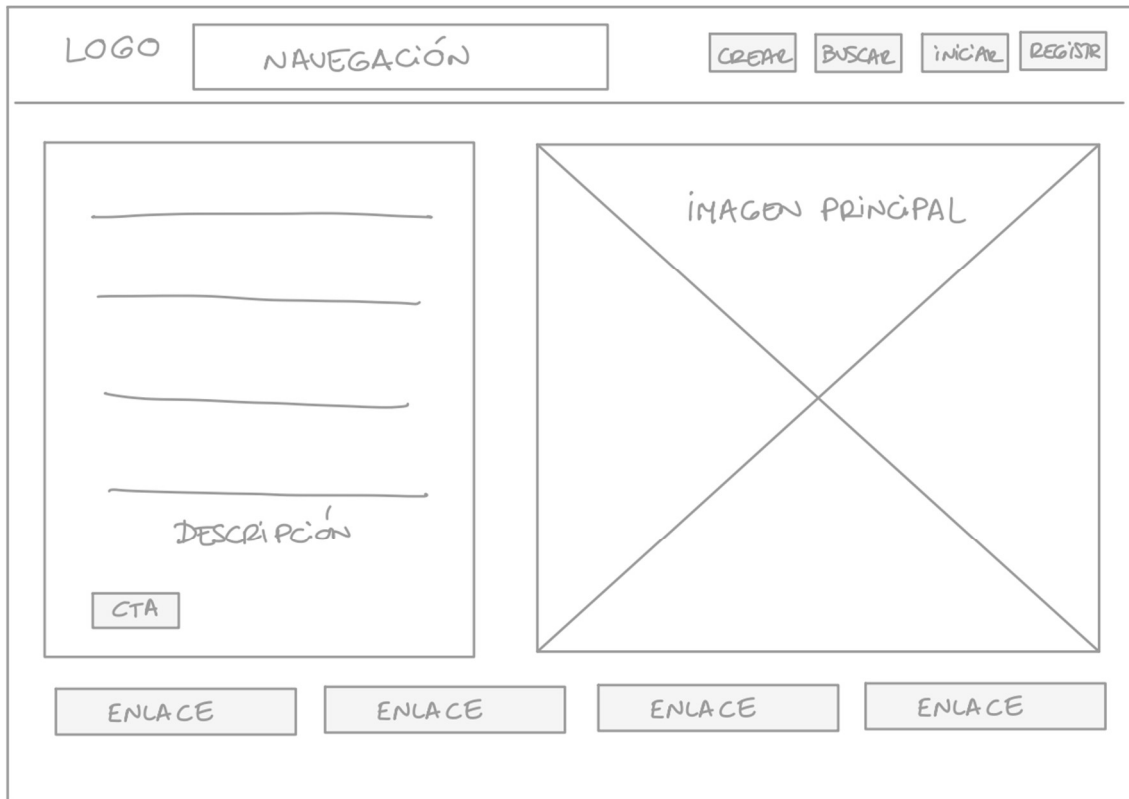 LOGO
NAVEGACIÓN
CREAR
BUSCAR
INICIAR
REGISTR
IMAGEN PRINCIPAL
DESCRIPCIÓN
CTA
ENLACE
ENLACE
ENLACE
ENLACE